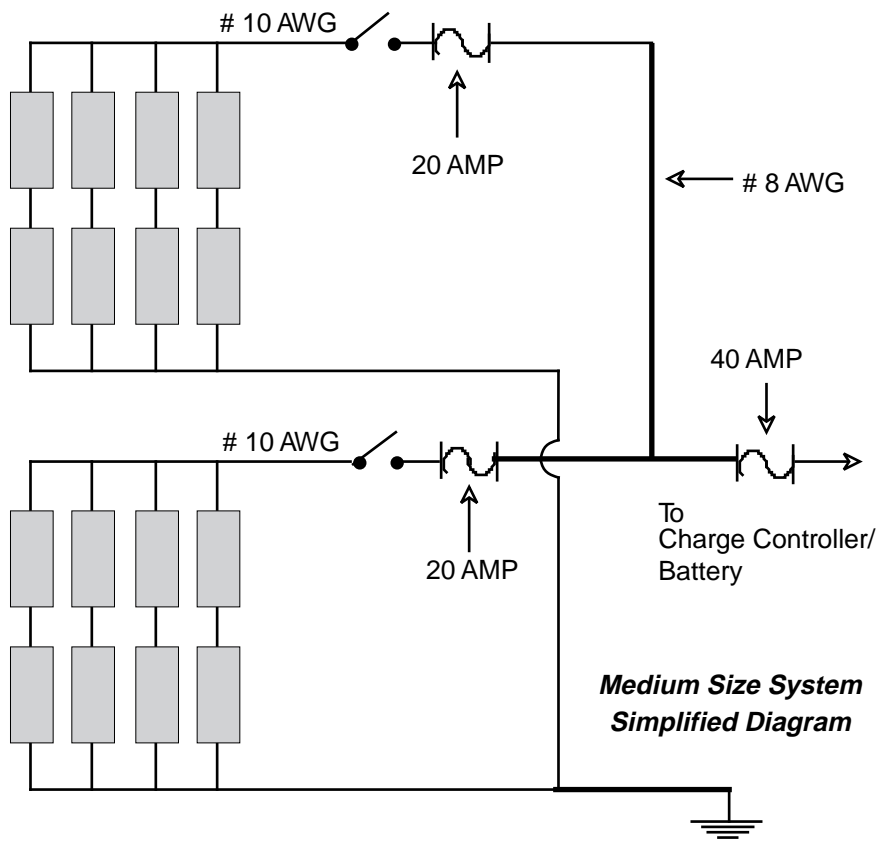 # 10 AWG
20 AMP
# 8 AWG
40 AMP
# 10 AWG
20 AMP
To
Charge Controller/
Battery
Medium Size System
Simplified Diagram